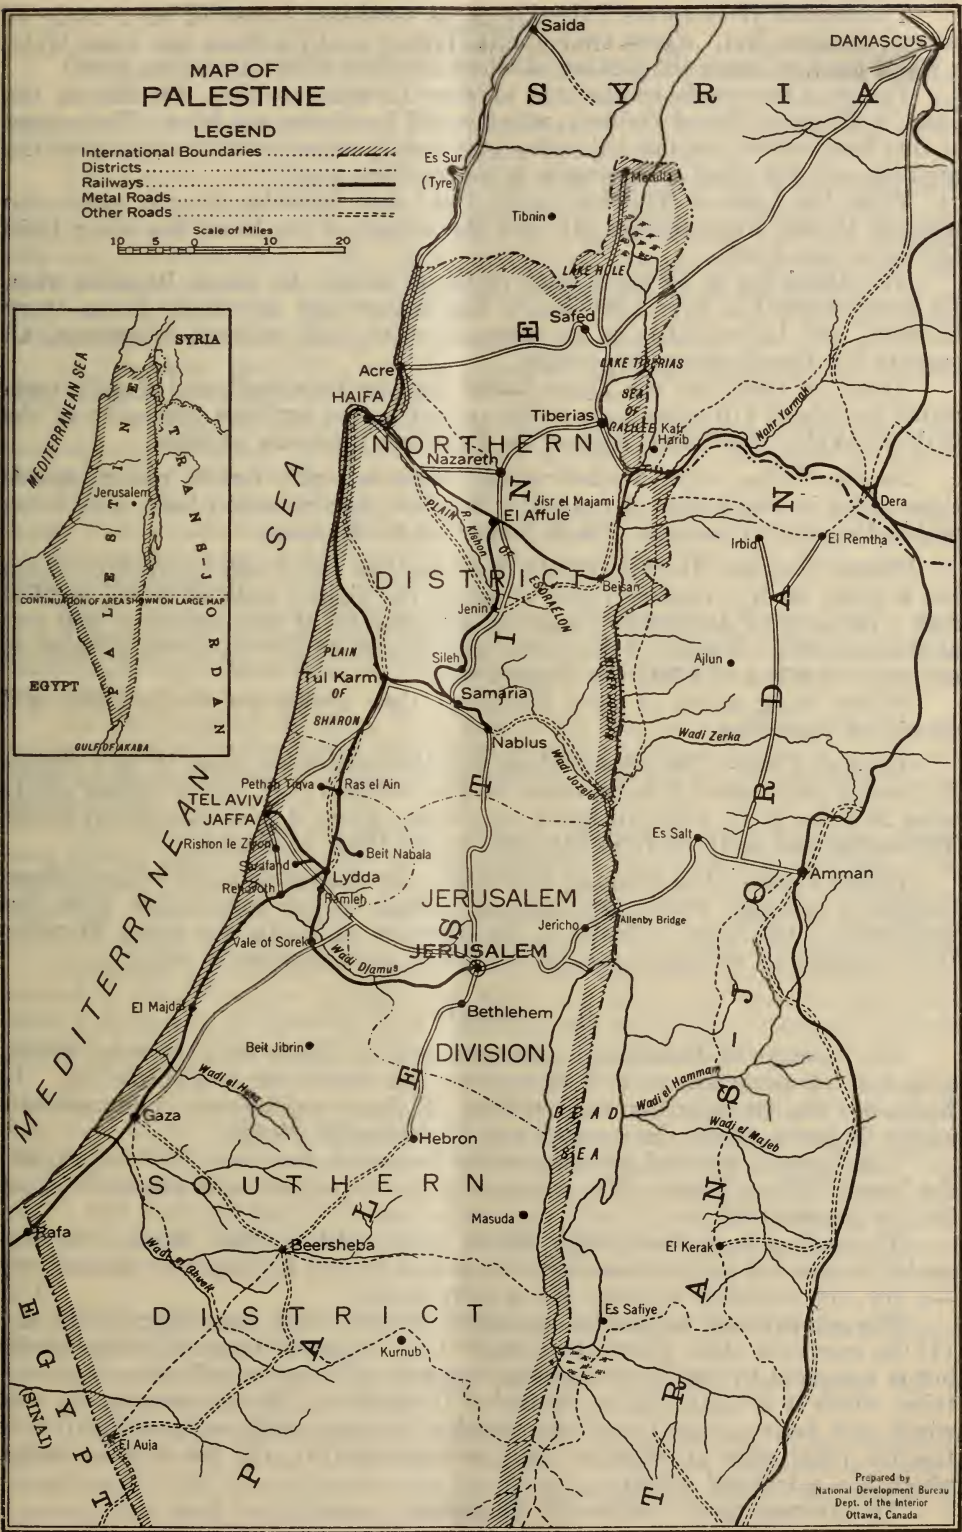 Saida
DAMASCUS
MAP OF
PALESTINE
SYRIA
LEGEND
International Boundaries
Districts
Railways
Metal Roads
Other Roads
Scale of Miles
10 5 0 10 20
Es Sur
(Tyre)
Metulla
Tibnin
LAKE HULE
Safed
SYRIA
MEDITERRANEAN SEA
PALESTINE
TRANS-JORDAN
Jerusalem
CONTINUATION OF AREA SHOWN ON LARGE MAP
EGYPT
GULF OF AKABA
Acre
LAKE TIBERIAS
HAIFA
SEA
OF
GALILEE
Tiberias
Kafr
Harib
Nahr Yarmak
NORTHERN
Nazareth
Jisr el Majami
Dera
PLAIN OF ESDRAELON
R. Kishon
El Affule
Irbid
El Remtha
DISTRICT
Beisan
Jenin
PLAIN
OF
SHARON
Sileh
Ajlun
Tul Karm
Samaria
Nablus
Wadi Zerka
Wadi Jozele
Pethah Tiqva
Ras el Ain
TEL AVIV
JAFFA
Rishon le Zion
Es Salt
Beit Nabala
Sarafand
Lydda
Amman
Rehoboth
Ramleh
JERUSALEM
Allenby Bridge
Jericho
Vale of Sorek
JERUSALEM
Wadi Djamus
El Majdal
Bethlehem
Beit Jibrin
DIVISION
Wadi el Hesi
Wadi el Hammam
DEAD
SEA
Gaza
Wadi el Majeb
Hebron
SOUTHERN
Masuda
Rafa
Beersheba
El Kerak
DISTRICT
Es Safiye
Kurnub
El Auja
MEDITERRANEAN SEA
PALESTINE
TRANS-JORDAN
EGYPT
(SINAI)
Prepared by
National Development Bureau
Dept. of the Interior
Ottawa, Canada